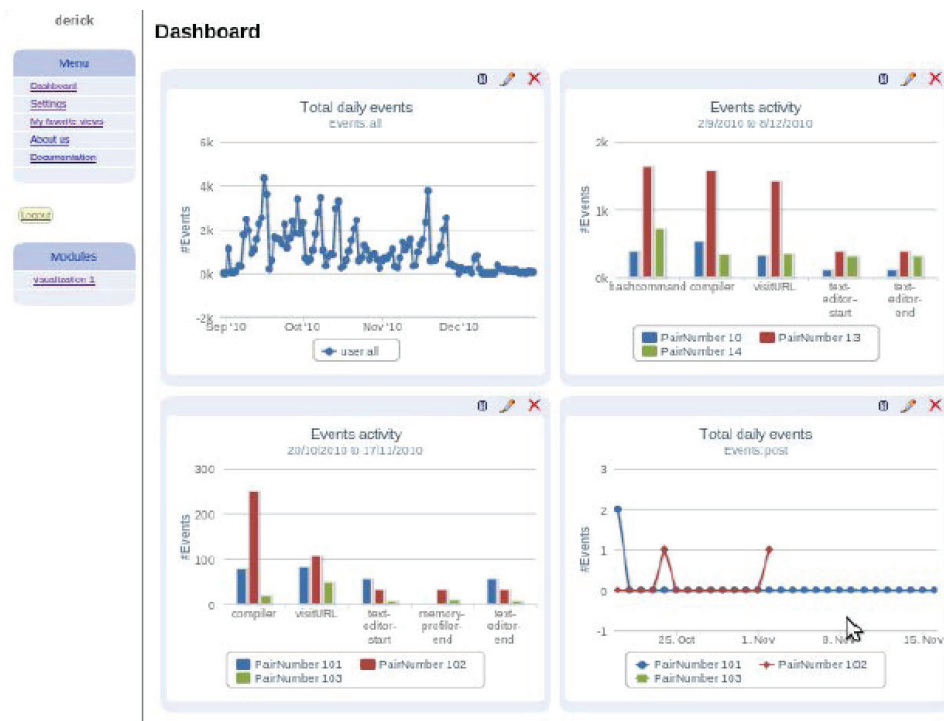 derick
Dashboard
Menu
Dashboard
Settings
My favorite views
About us
Documentation
Logout
Modules
visualization 1
Total daily events
Events:all
6k
4k
2k
0k
-2k
#Events
Sep '10
Oct '10
Nov '10
Dec '10
user all
Events activity
2/9/2010 to 8/12/2010
2k
1k
0k
#Events
bashcommand
compiler
visitURL
text-
editor-
start
text-
editor-
end
PairNumber 10
PairNumber 13
PairNumber 14
Events activity
20/10/2010 to 17/11/2010
300
200
100
0
#Events
compiler
visitURL
text-
editor-
start
memory-
profiler-
end
text-
editor-
end
PairNumber 101
PairNumber 102
PairNumber 103
Total daily events
Events:post
3
2
1
0
-1
#Events
25. Oct
1. Nov
8.
15. Nov
PairNumber 101
PairNumber 102
PairNumber 103